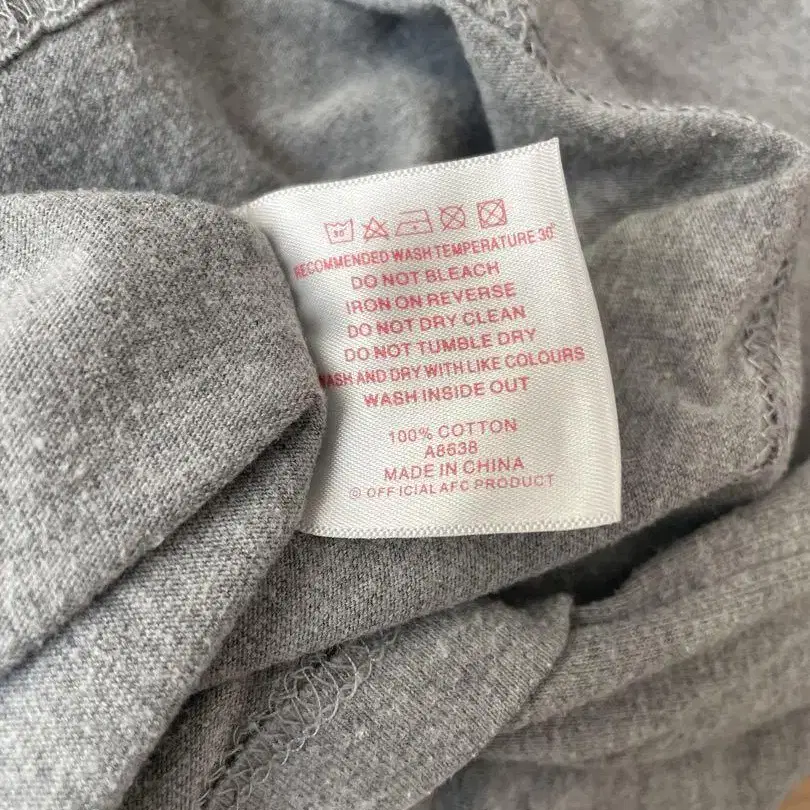 30
RECOMMENDED WASH TEMPERATURE 30°
DO NOT BLEACH
IRON ON REVERSE
DO NOT DRY CLEAN
DO NOT TUMBLE DRY
WASH AND DRY WITH LIKE COLOURS
WASH INSIDE OUT
100% COTTON
A8638
MADE IN CHINA
© OFFICIAL AFC PRODUCT